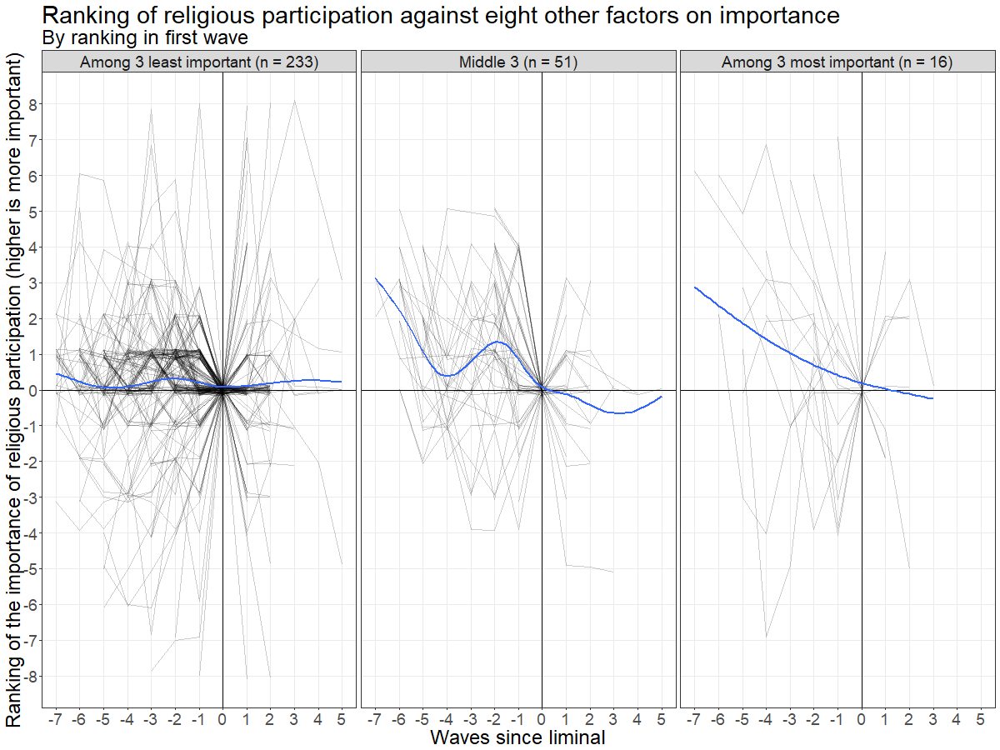 Ranking of religious participation against eight other factors on importance
By ranking in first wave
Among 3 least important (n = 233)
Middle 3 (n = 51)
Among 3 most important (n = 16)
Ranking of the importance of religious participation (higher is more important)
8
7
6
5
4
3
2
1
0
-1
-2
-3
-4
-5
-6
-7
-8
-7 -6 -5 -4 -3 -2 -1 0 1 2 3 4 5
-7 -6 -5 -4 -3 -2 -1 0 1 2 3 4 5
-7 -6 -5 -4 -3 -2 -1 0 1 2 3 4 5
Waves since liminal